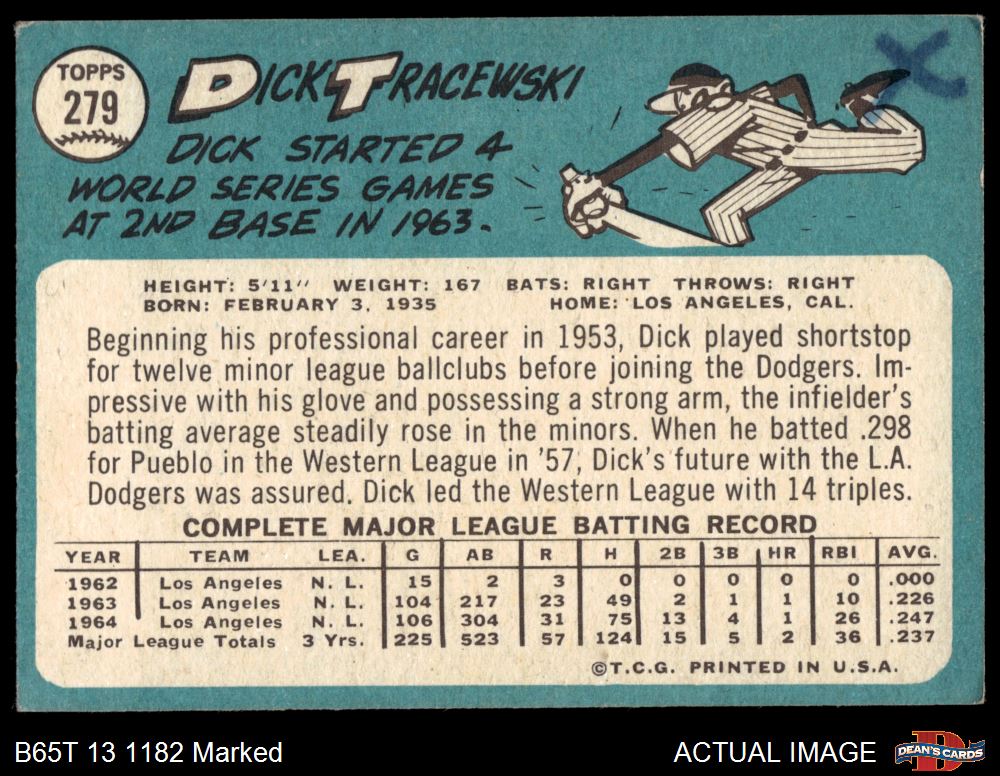 TOPPS
279
DICK TRACEWSKI
DICK STARTED 4
WORLD SERIES GAMES
AT 2ND BASE IN 1963.
X
HEIGHT: 5'11" WEIGHT: 167 BATS: RIGHT THROWS: RIGHT
BORN: FEBRUARY 3, 1935 HOME: LOS ANGELES, CAL.
Beginning his professional career in 1953, Dick played shortstop
for twelve minor league ballclubs before joining the Dodgers. Im-
pressive with his glove and possessing a strong arm, the infielder's
batting average steadily rose in the minors. When he batted .298
for Pueblo in the Western League in '57, Dick's future with the L.A.
Dodgers was assured. Dick led the Western League with 14 triples.
COMPLETE MAJOR LEAGUE BATTING RECORD
YEAR TEAM LEA. G AB R H 2B 3B HR RBI AVG.
1962 Los Angeles N. L. 15 2 3 0 0 0 0 0 .000
1963 Los Angeles N. L. 104 217 23 49 2 1 1 10 .226
1964 Los Angeles N. L. 106 304 31 75 13 4 1 26 .247
Major League Totals 3 Yrs. 225 523 57 124 15 5 2 36 .237
©T.C.G. PRINTED IN U.S.A.
B65T 13 1182 Marked
ACTUAL IMAGE
D
DEAN'S CARDS